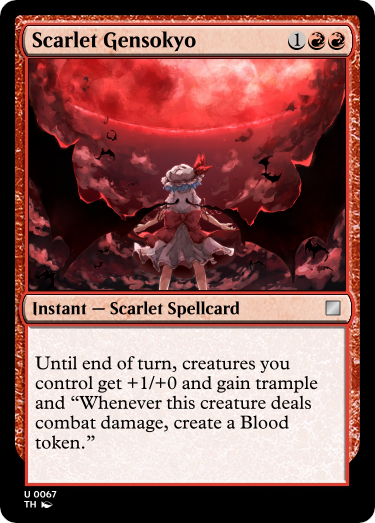 Scarlet Gensokyo 1
Instant — Scarlet Spellcard
Until end of turn, creatures you
control get +1/+0 and gain trample
and “Whenever this creature deals
combat damage, create a Blood
token.”
U 0067
TH